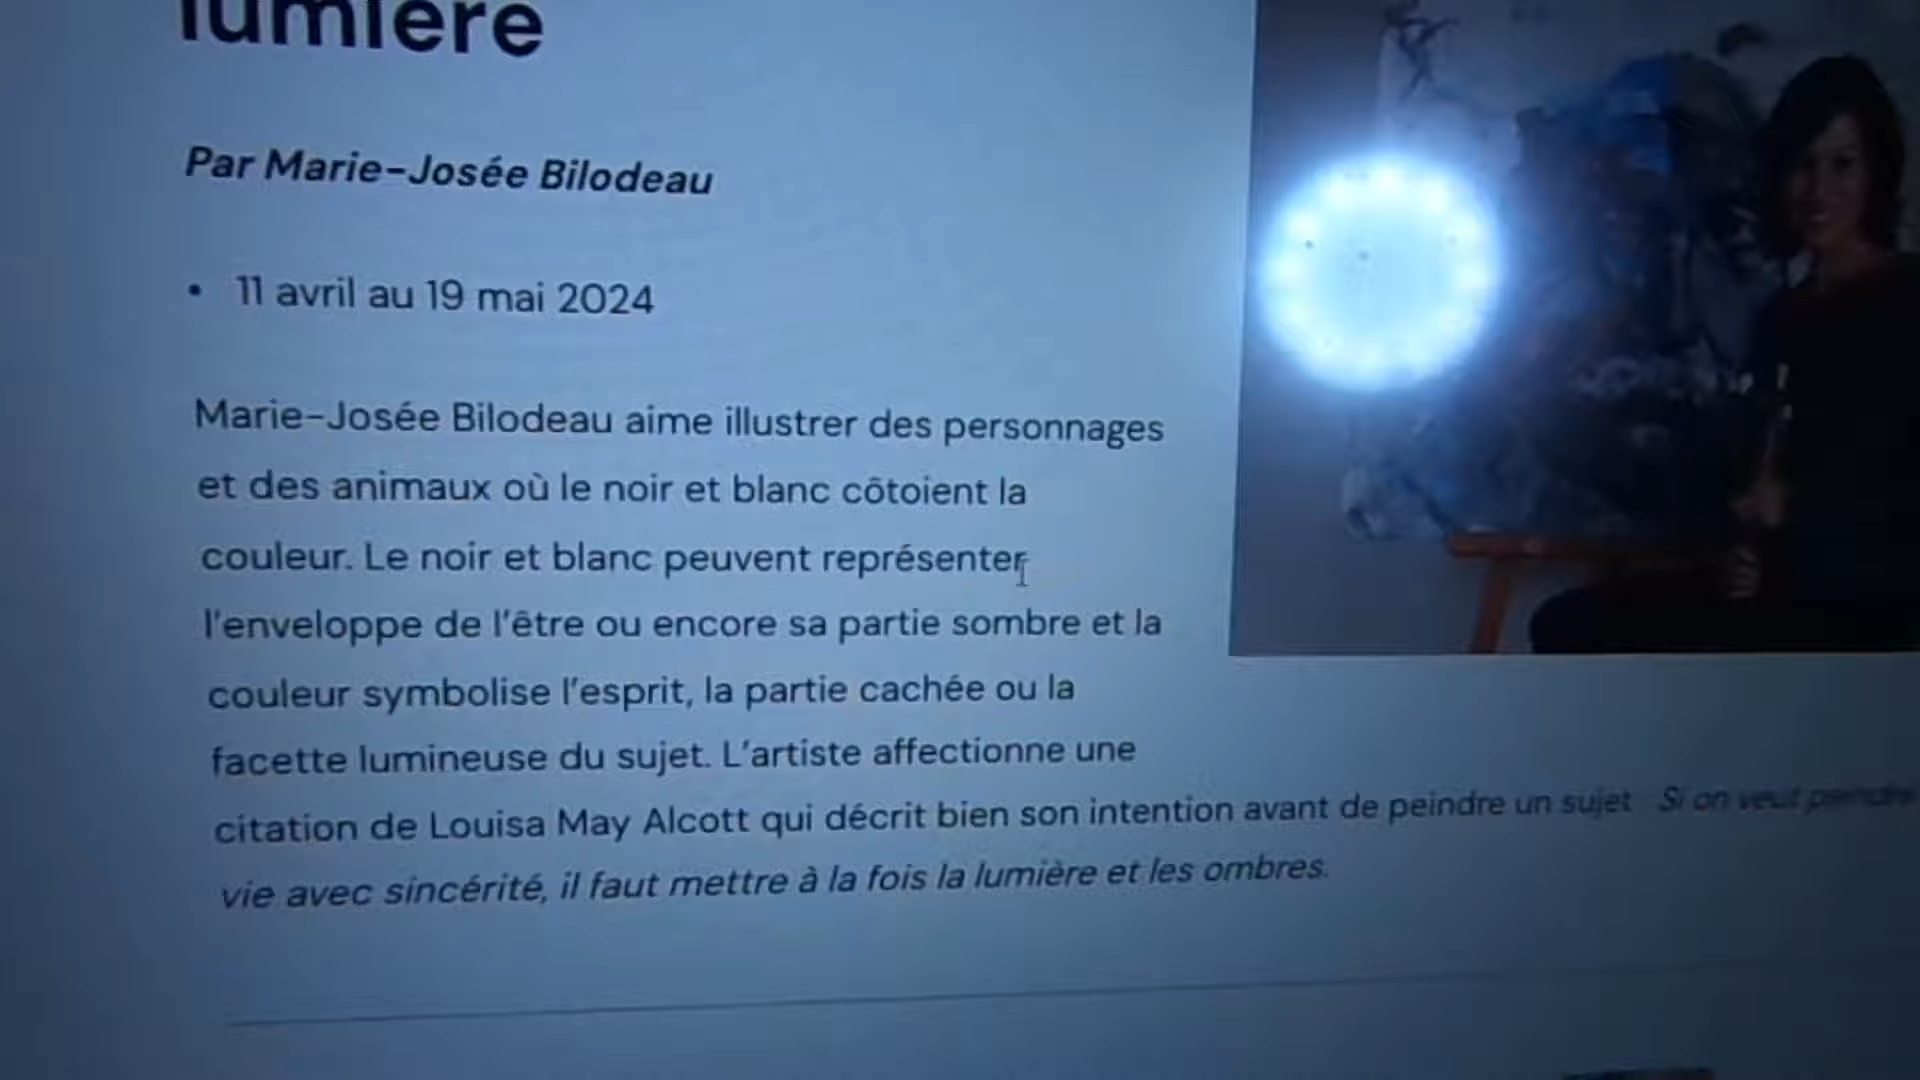 lumière
Par Marie-Josée Bilodeau
• 11 avril au 19 mai 2024
Marie-Josée Bilodeau aime illustrer des personnages
et des animaux où le noir et blanc côtoient la
couleur. Le noir et blanc peuvent représenter
l'enveloppe de l'être ou encore sa partie sombre et la
couleur symbolise l'esprit, la partie cachée ou la
facette lumineuse du sujet. L'artiste affectionne une
citation de Louisa May Alcott qui décrit bien son intention avant de peindre un sujet Si on veut peindre
vie avec sincérité, il faut mettre à la fois la lumière et les ombres.